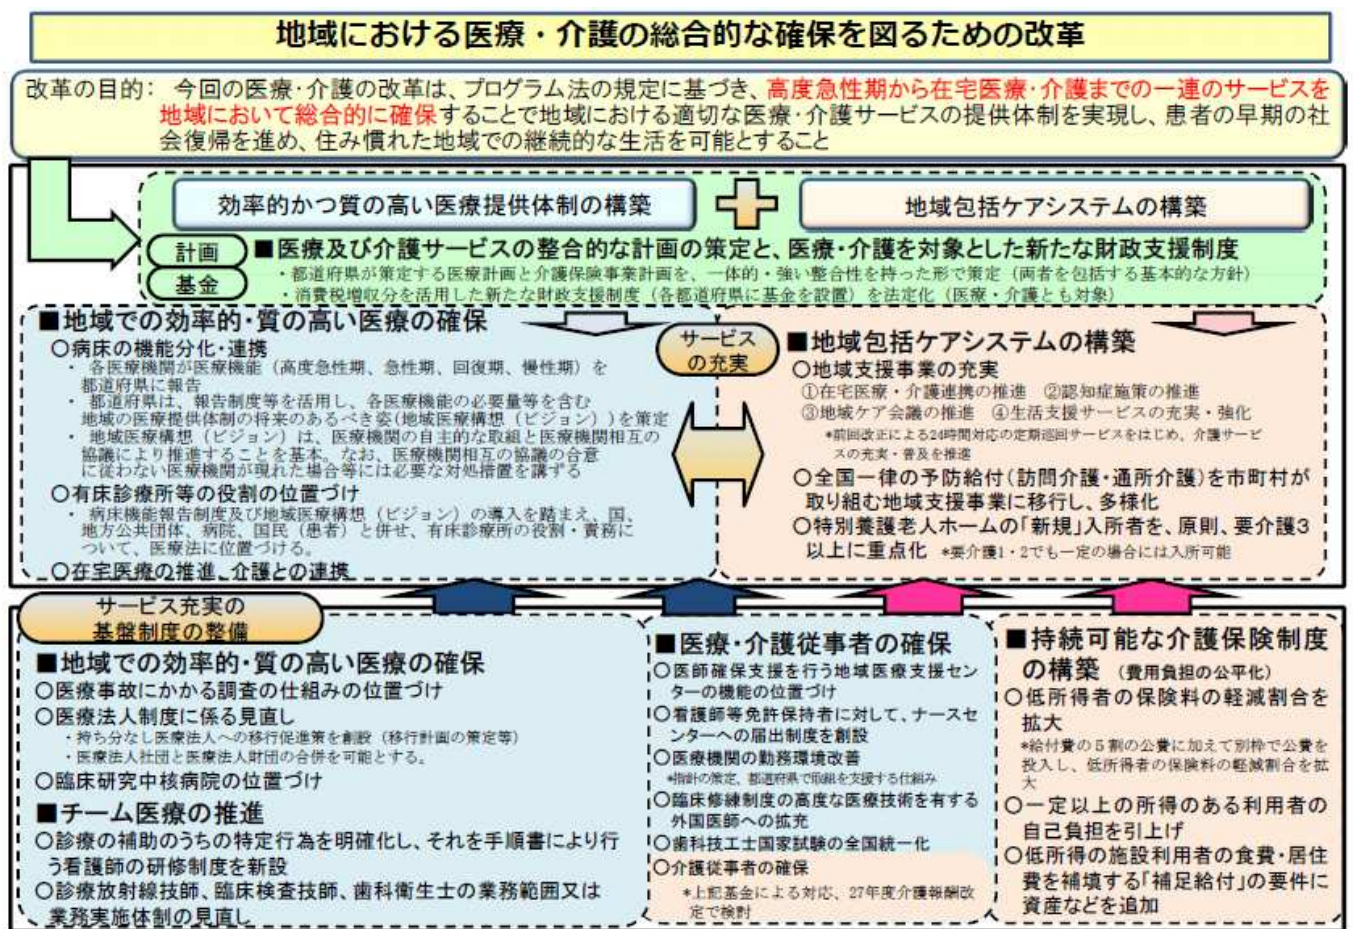 地域における医療・介護の総合的な確保を図るための改革
改革の目的： 今回の医療・介護の改革は、プログラム法の規定に基づき、高度急性期から在宅医療・介護までの一連のサービスを
地域において総合的に確保することで地域における適切な医療・介護サービスの提供体制を実現し、患者の早期の社
会復帰を進め、住み慣れた地域での継続的な生活を可能とすること
効率的かつ質の高い医療提供体制の構築
地域包括ケアシステムの構築
計画
基金
■医療及び介護サービスの整合的な計画の策定と、医療・介護を対象とした新たな財政支援制度
・都道府県が策定する医療計画と介護保険事業計画を、一体的・強い整合性を持った形で策定（両者を包括する基本的な方針）
・消費税増収分を活用した新たな財政支援制度（各都道府県に基金を設置）を法定化（医療・介護とも対象）
サービス
の充実
■地域での効率的・質の高い医療の確保
○病床の機能分化・連携
・ 各医療機関が医療機能（高度急性期、急性期、回復期、慢性期）を
都道府県に報告
・ 都道府県は、報告制度等を活用し、各医療機能の必要量等を含む
地域の医療提供体制の将来のあるべき姿(地域医療構想（ビジョン）)を策定
・ 地域医療構想（ビジョン）は、医療機関の自主的な取組と医療機関相互の
協議により推進することを基本。なお、医療機関相互の協議の合意
に従わない医療機関が現れた場合等には必要な対処措置を講ずる
○有床診療所等の役割の位置づけ
・ 病床機能報告制度及び地域医療構想（ビジョン）の導入を踏まえ、国、
地方公共団体、病院、国民（患者）と併せ、有床診療所の役割・責務に
ついて、医療法に位置づける。
○在宅医療の推進、介護との連携
■地域包括ケアシステムの構築
○地域支援事業の充実
①在宅医療・介護連携の推進 ②認知症施策の推進
③地域ケア会議の推進 ④生活支援サービスの充実・強化
*前回改正による24時間対応の定期巡回サービスをはじめ、介護サービ
スの充実・普及を推進
○全国一律の予防給付（訪問介護・通所介護）を市町村が
取り組む地域支援事業に移行し、多様化
○特別養護老人ホームの「新規」入所者を、原則、要介護3
以上に重点化 *要介護1・2でも一定の場合には入所可能
サービス充実の
基盤制度の整備
■地域での効率的・質の高い医療の確保
○医療事故にかかる調査の仕組みの位置づけ
○医療法人制度に係る見直し
・持ち分なし医療法人への移行促進策を創設（移行計画の策定等）
・医療法人社団と医療法人財団の合併を可能とする。
○臨床研究中核病院の位置づけ
■チーム医療の推進
○診療の補助のうちの特定行為を明確化し、それを手順書により行
う看護師の研修制度を新設
○診療放射線技師、臨床検査技師、歯科衛生士の業務範囲又は
業務実施体制の見直し
■医療・介護従事者の確保
○医師確保支援を行う地域医療支援セン
ターの機能の位置づけ
○看護師等免許保持者に対して、ナースセ
ンターへの届出制度を創設
○医療機関の勤務環境改善
*指針の策定、都道府県で取組を支援する仕組み
○臨床修練制度の高度な医療技術を有する
外国医師への拡充
○歯科技工士国家試験の全国統一化
○介護従事者の確保
*上記基金による対応、27年度介護報酬改
定で検討
■持続可能な介護保険制度
の構築 （費用負担の公平化）
○低所得者の保険料の軽減割合を
拡大
*給付費の５割の公費に加えて別枠で公費を
投入し、低所得者の保険料の軽減割合を拡
大
○一定以上の所得のある利用者の
自己負担を引上げ
○低所得の施設利用者の食費・居住
費を補填する「補足給付」の要件に
資産などを追加